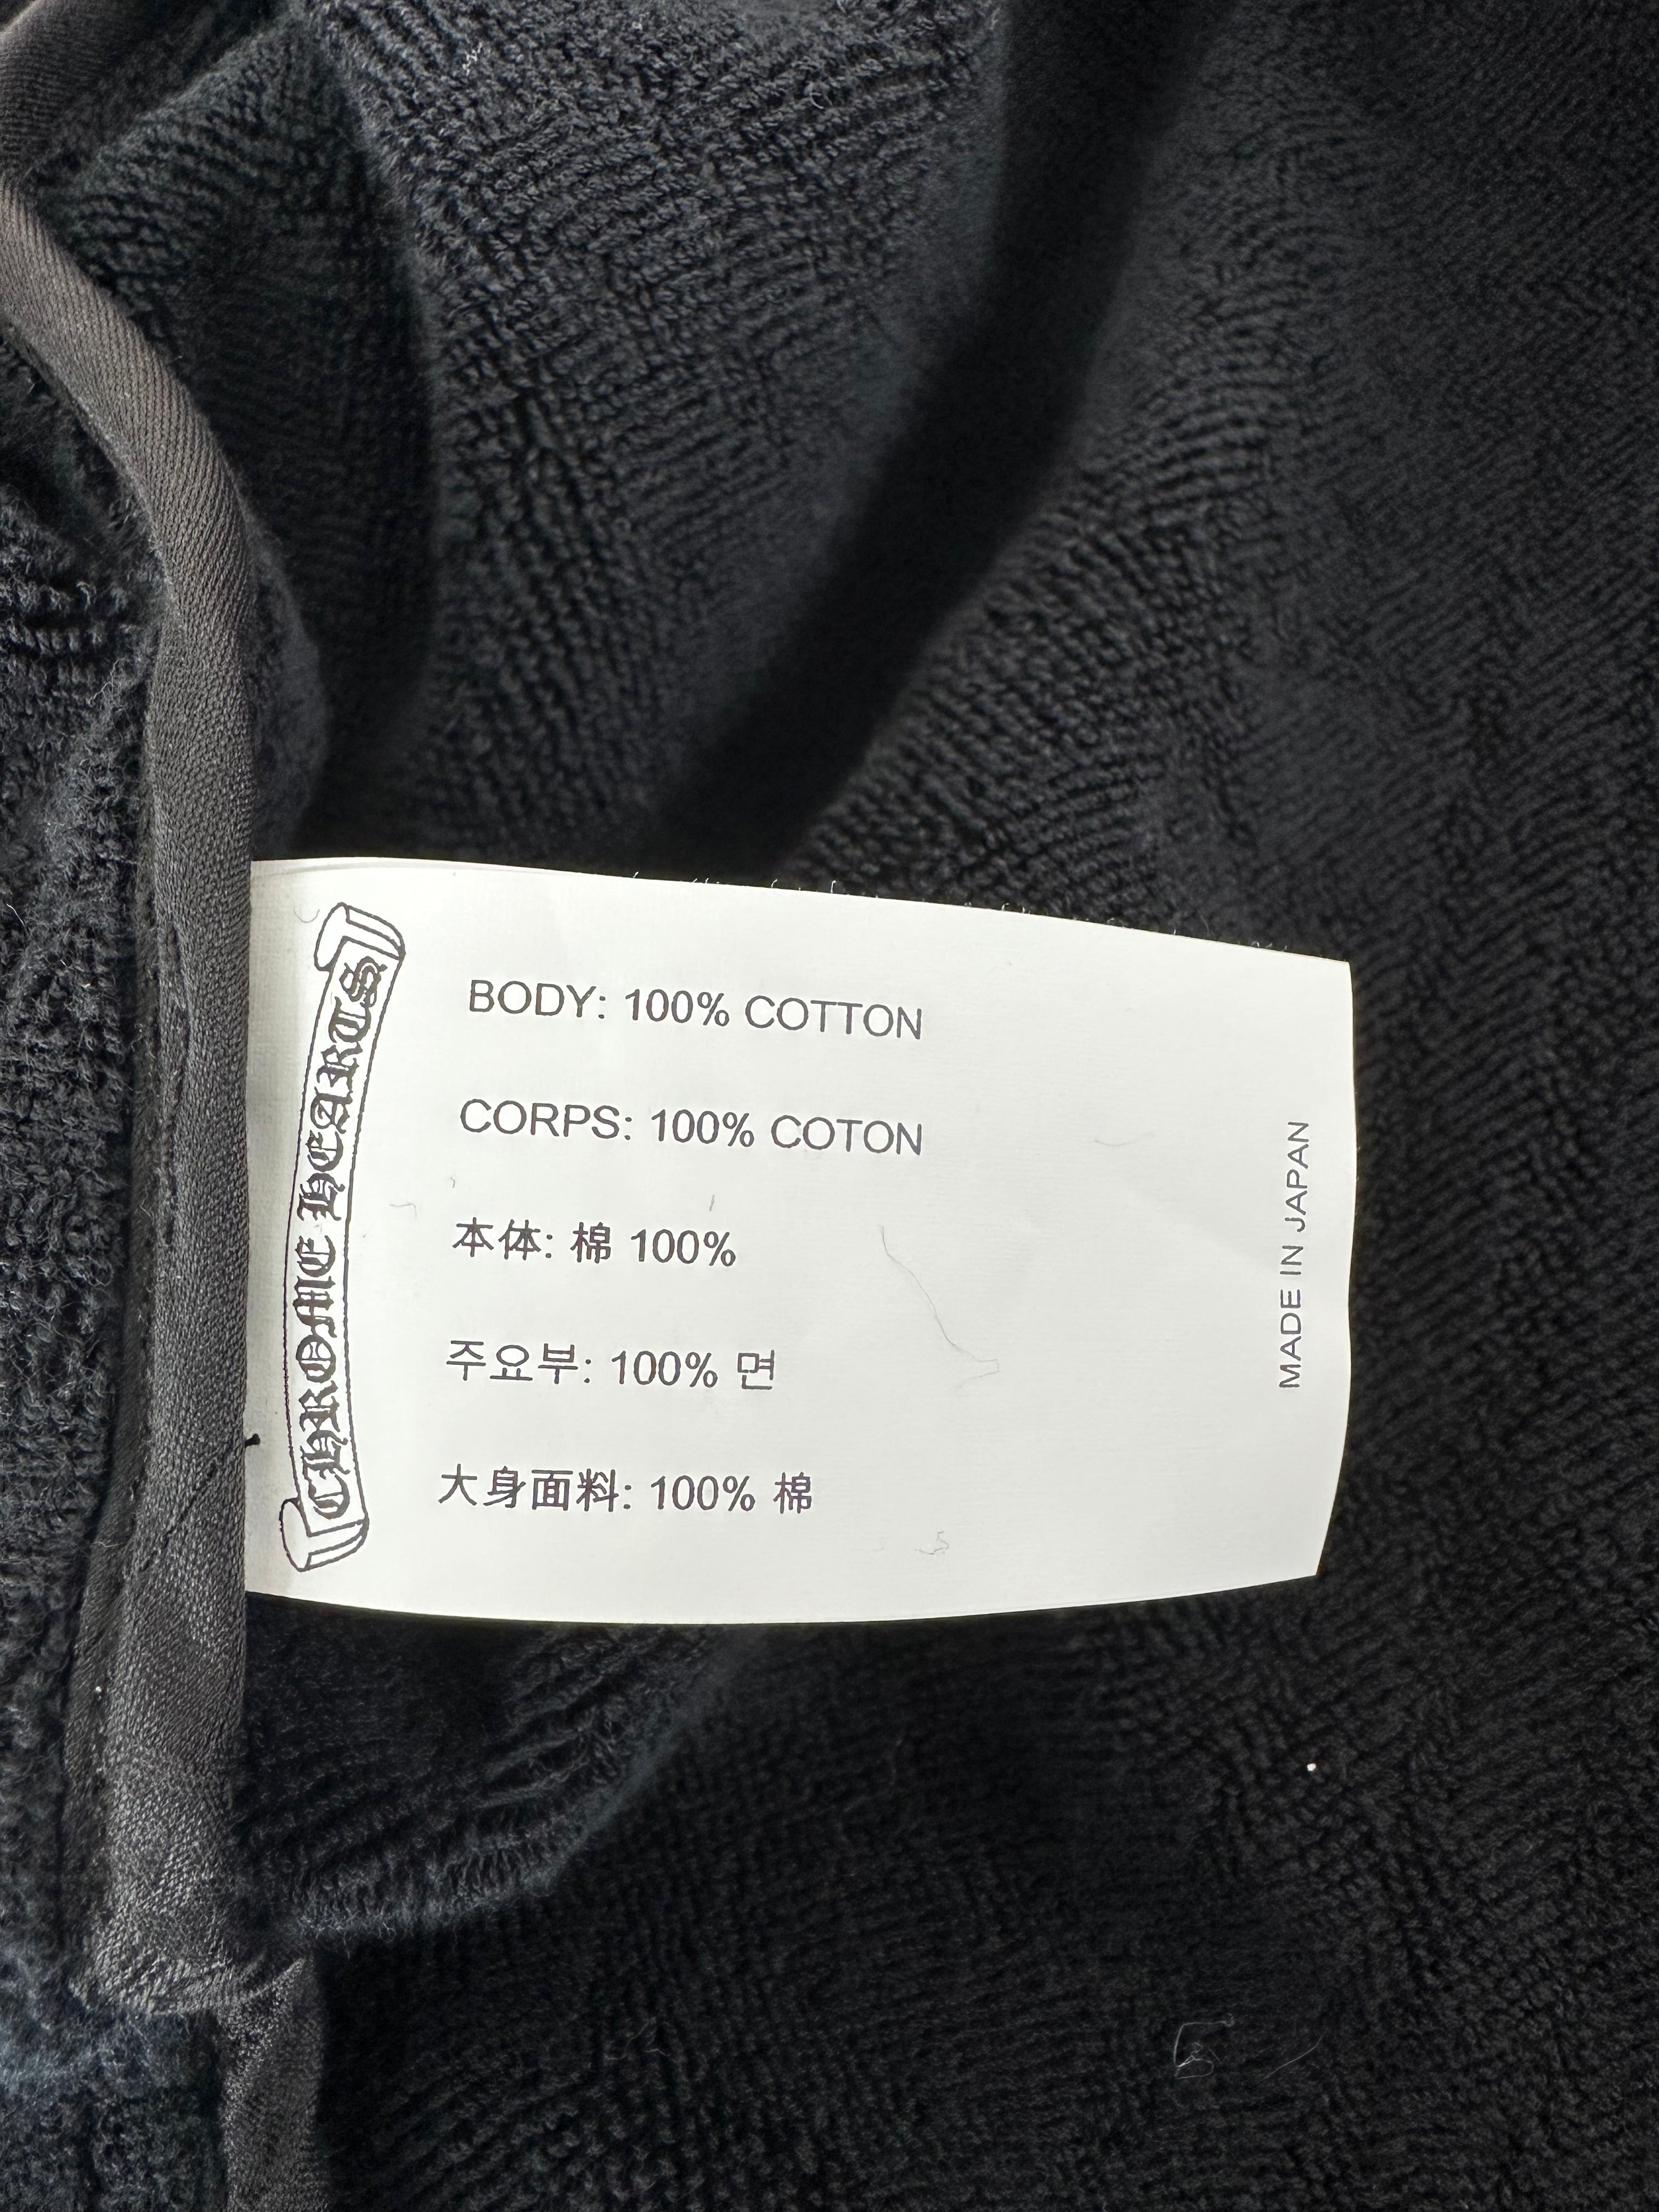 CHROME HEARTS
BODY: 100% COTTON
CORPS: 100% COTON
本体: 棉 100%
주요부: 100% 면
大身面料: 100% 棉
MADE IN JAPAN